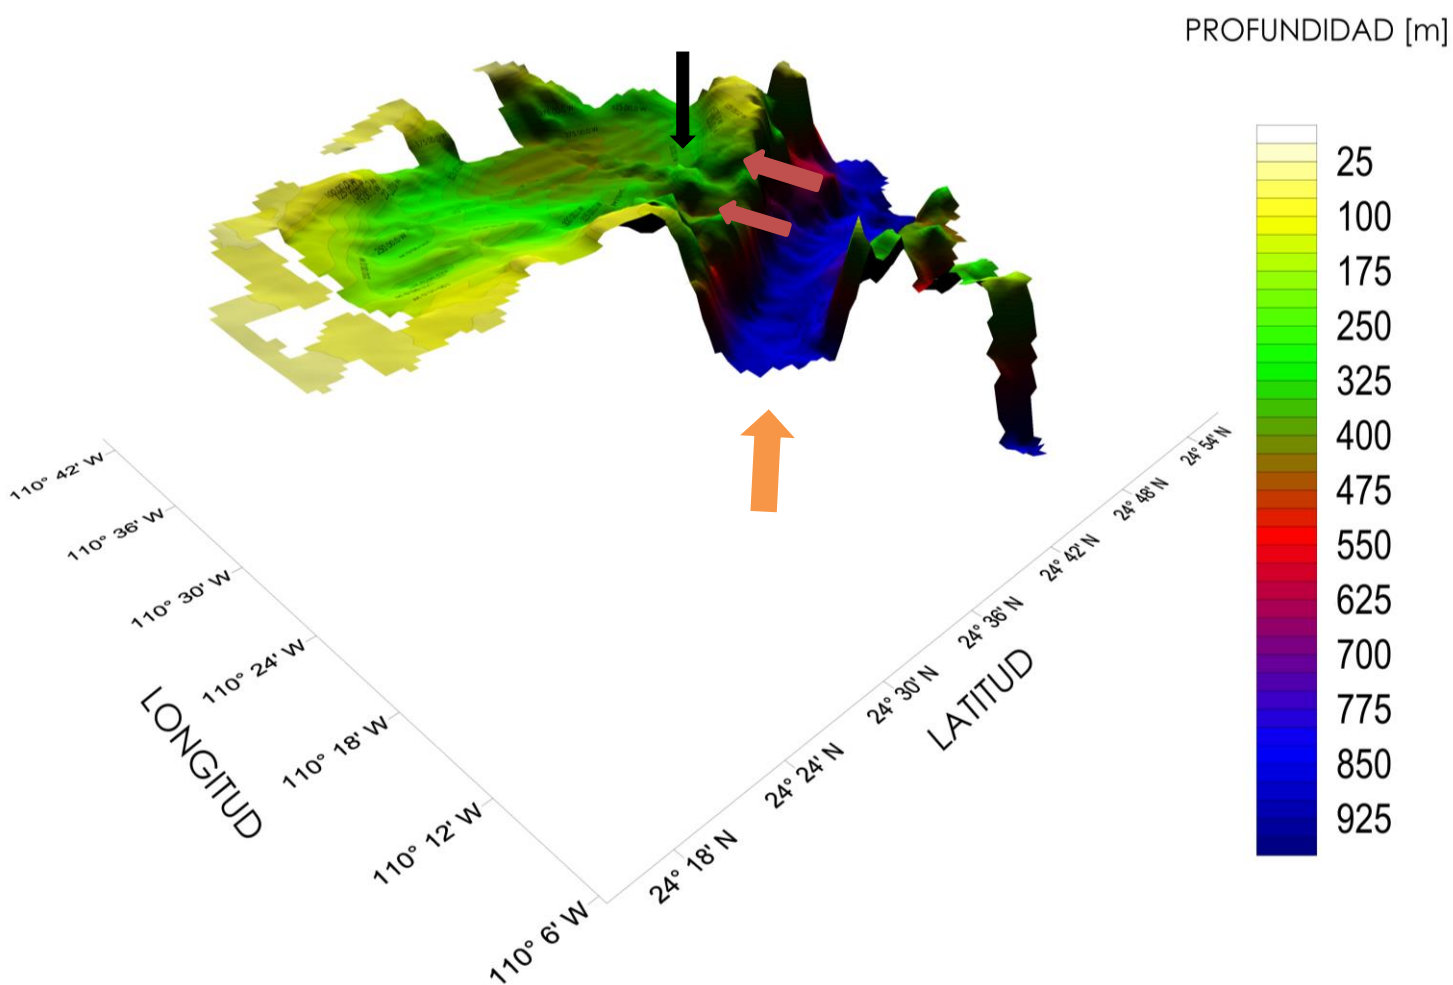 PROFUNDIDAD [m]
25
100
175
250
325
400
475
550
625
700
775
850
925
110° 42' W
110° 36' W
110° 30' W
110° 24' W
110° 18' W
110° 12' W
110° 6' W
LONGITUD
24° 18' N
24° 24' N
24° 30' N
24° 36' N
24° 42' N
24° 48' N
24° 54' N
LATITUD